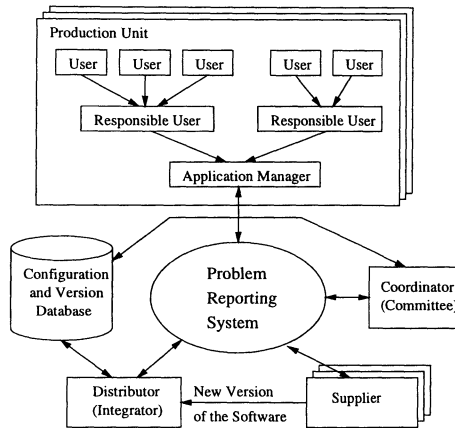 Production Unit
User User User User User
Responsible User Responsible User
Application Manager
Configuration
and Version
Database
Problem
Reporting
System
Coordinator
(Committee)
Distributor
(Integrator)
New Version
of the Software
Supplier